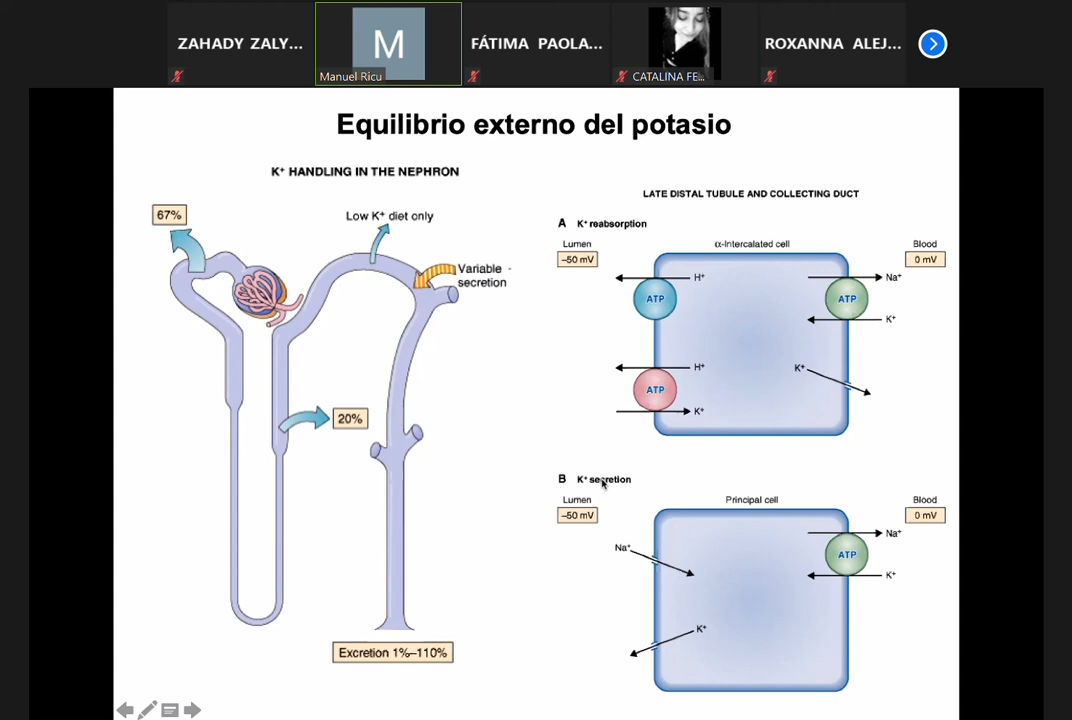 ZAHADY ZALY...
M
Manuel Ricu
FÁTIMA PAOLA...
CATALINA FE...
ROXANNA ALEJ...
Equilibrio externo del potasio
K⁺ HANDLING IN THE NEPHRON
67%
Low K⁺ diet only
Variable
secretion
20%
Excretion 1%–110%
LATE DISTAL TUBULE AND COLLECTING DUCT
A K⁺ reabsorption
Lumen
–50 mV
α-Intercalated cell
Blood
0 mV
H⁺
ATP
Na⁺
ATP
K⁺
H⁺
ATP
K⁺
K⁺
B K⁺ secretion
Lumen
–50 mV
Principal cell
Blood
0 mV
Na⁺
Na⁺
ATP
K⁺
K⁺